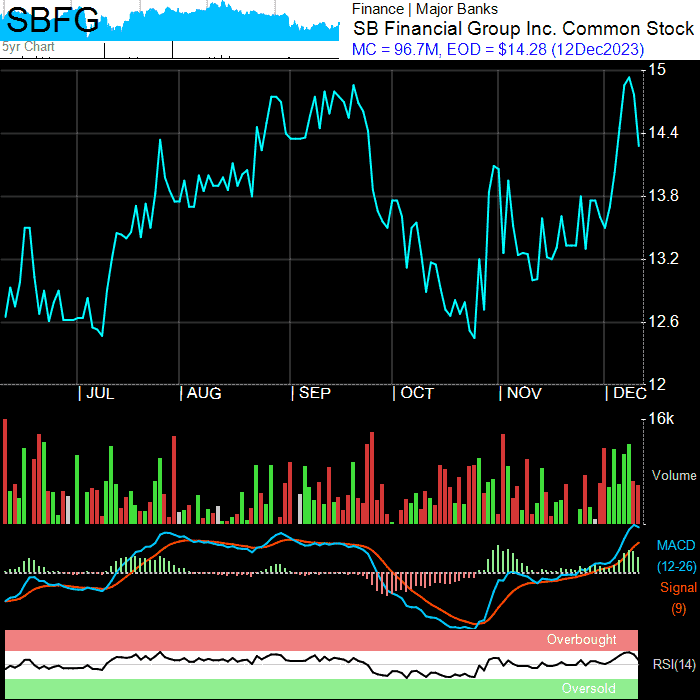 SBFG
5yr Chart
Finance | Major Banks
SB Financial Group Inc. Common Stock
MC = 96.7M, EOD = $14.28 (12Dec2023)
15
14.4
13.8
13.2
12.6
12
| JUL | AUG | SEP | OCT | NOV | DEC
16k
Volume
MACD
(12-26)
Signal
(9)
Overbought
RSI(14)
Oversold